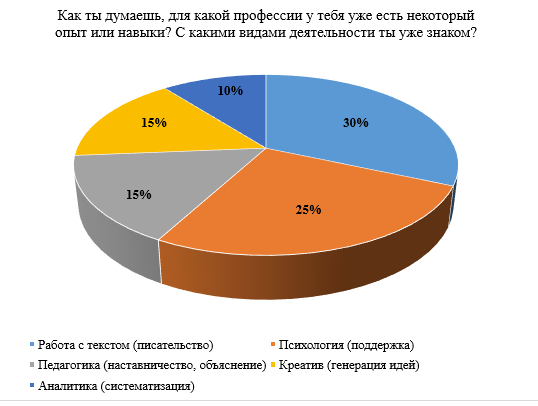 Как ты думаешь, для какой профессии у тебя уже есть некоторый
опыт или навыки? С какими видами деятельности ты уже знаком?
10%
30%
15%
15%
25%
Работа с текстом (писательство)
Психология (поддержка)
Педагогика (наставничество, объяснение)
Креатив (генерация идей)
Аналитика (систематизация)